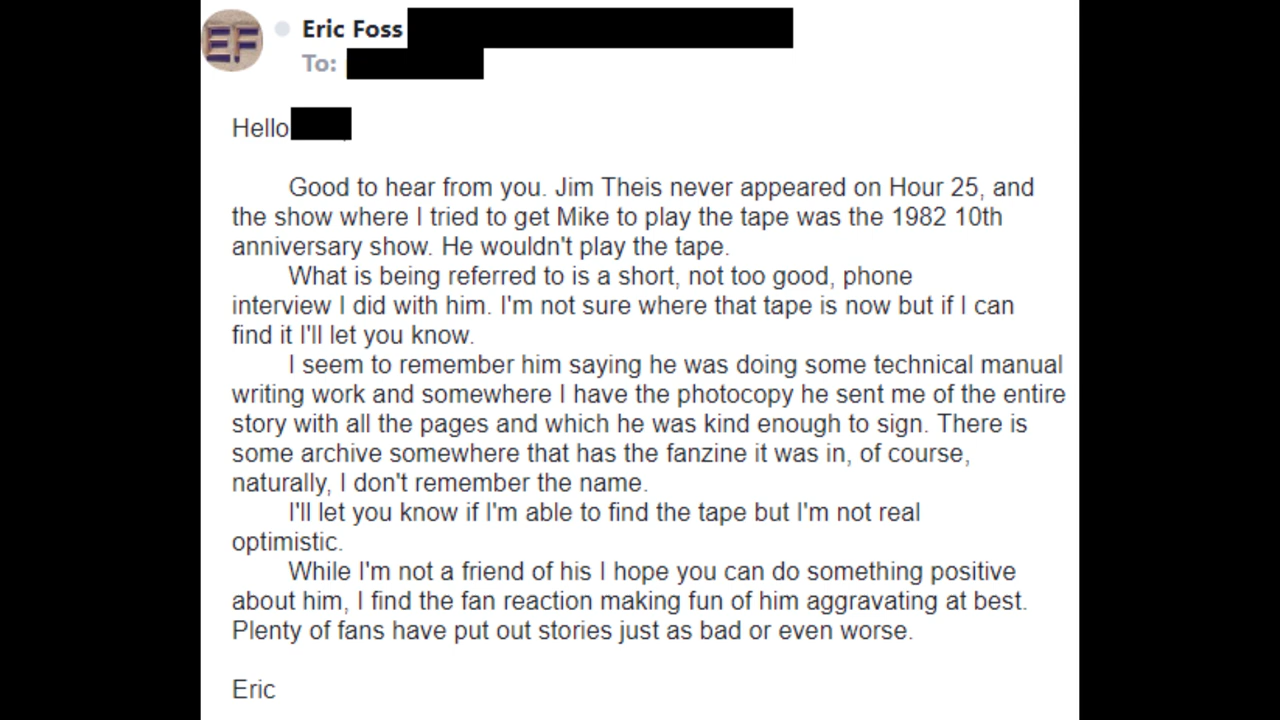 EF
Eric Foss
To:
Hello
Good to hear from you. Jim Theis never appeared on Hour 25, and
the show where I tried to get Mike to play the tape was the 1982 10th
anniversary show. He wouldn't play the tape.
What is being referred to is a short, not too good, phone
interview I did with him. I'm not sure where that tape is now but if I can
find it I'll let you know.
I seem to remember him saying he was doing some technical manual
writing work and somewhere I have the photocopy he sent me of the entire
story with all the pages and which he was kind enough to sign. There is
some archive somewhere that has the fanzine it was in, of course,
naturally, I don't remember the name.
I'll let you know if I'm able to find the tape but I'm not real
optimistic.
While I'm not a friend of his I hope you can do something positive
about him, I find the fan reaction making fun of him aggravating at best.
Plenty of fans have put out stories just as bad or even worse.
Eric